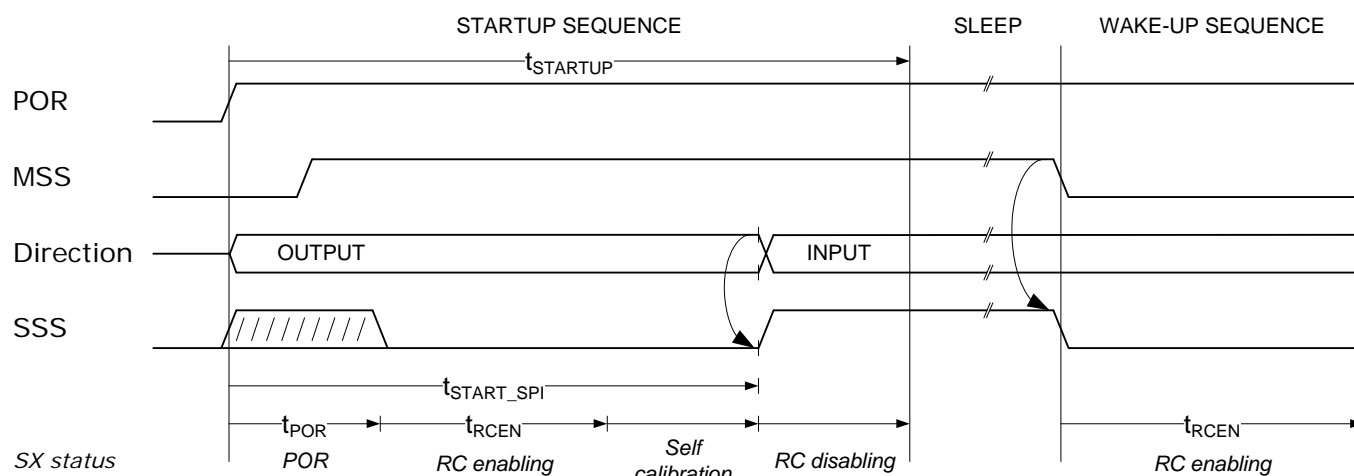 STARTUP SEQUENCE SLEEP WAKE-UP SEQUENCE
tSTARTUP
POR
MSS
Direction OUTPUT INPUT
SSS
tSTART_SPI
tPOR tRCEN tRCEN
SX status POR RC enabling Self calibration RC disabling RC enabling